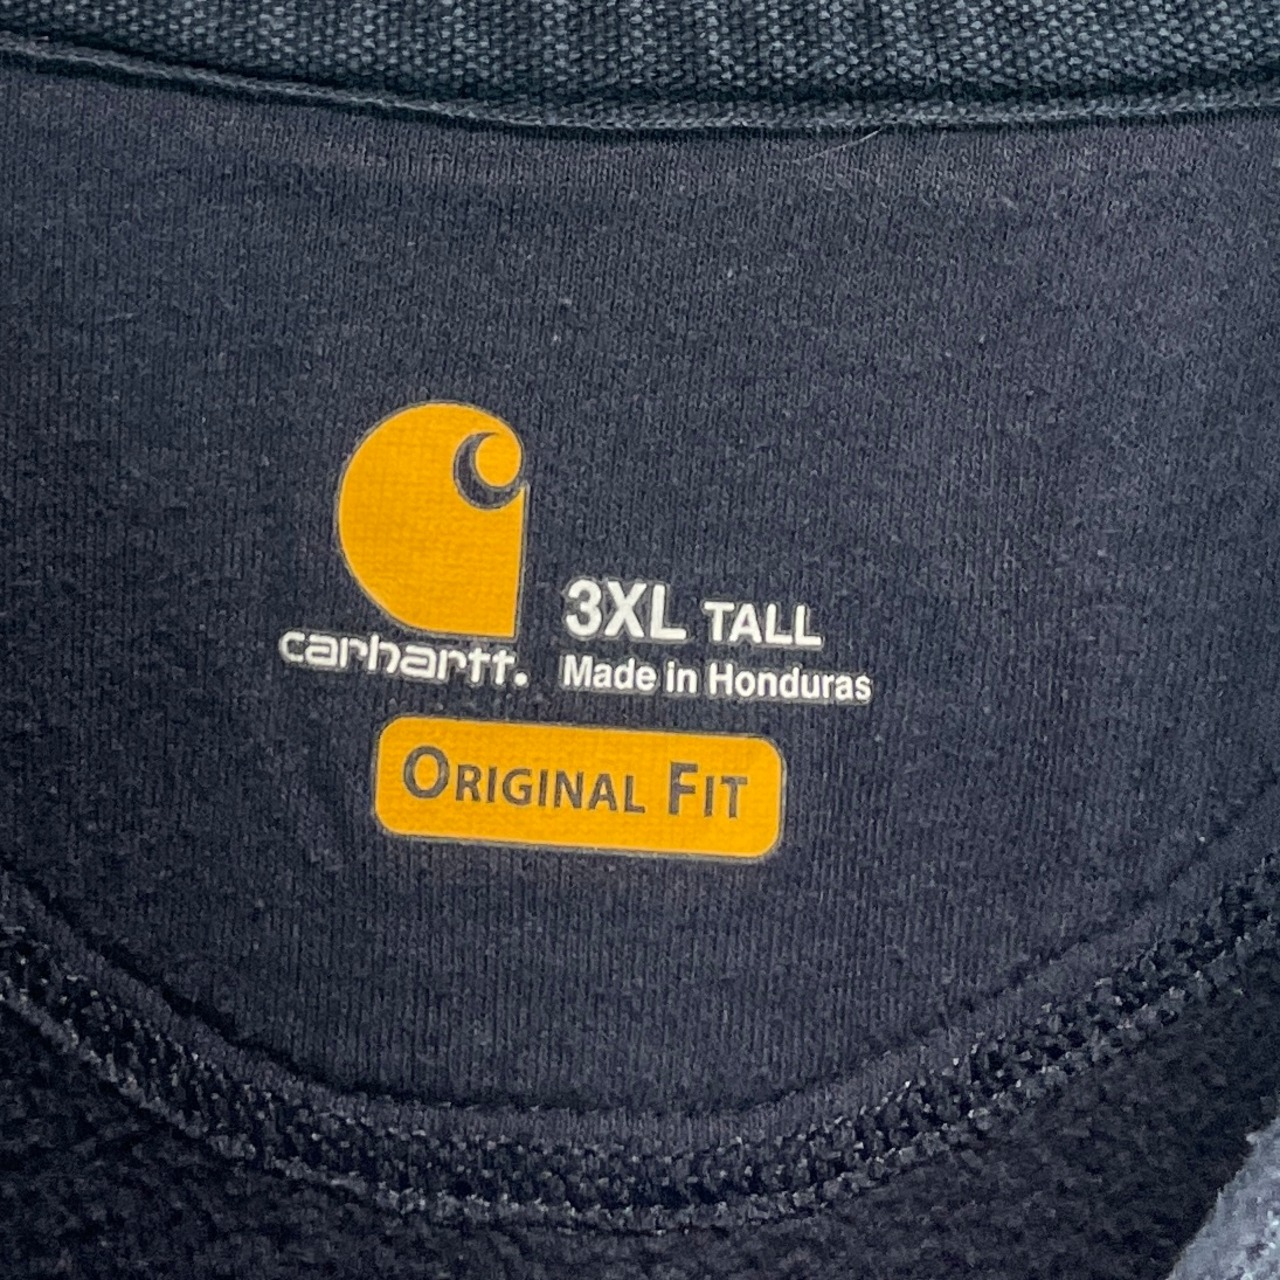 3XL TALL
carhartt.
Made in Honduras
ORIGINAL FIT